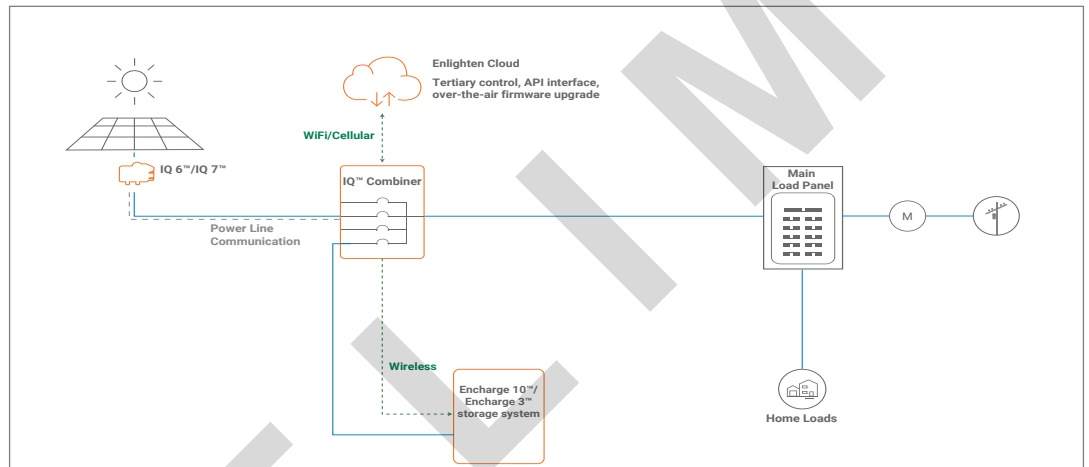 Enlighten Cloud
Tertiary control, API interface,
over-the-air firmware upgrade
WiFi/Cellular
IQ 6™/IQ 7™
IQ™ Combiner
Main
Load Panel
Power Line
Communication
M
Wireless
Encharge 10™/
Encharge 3™
storage system
Home Loads
L I M